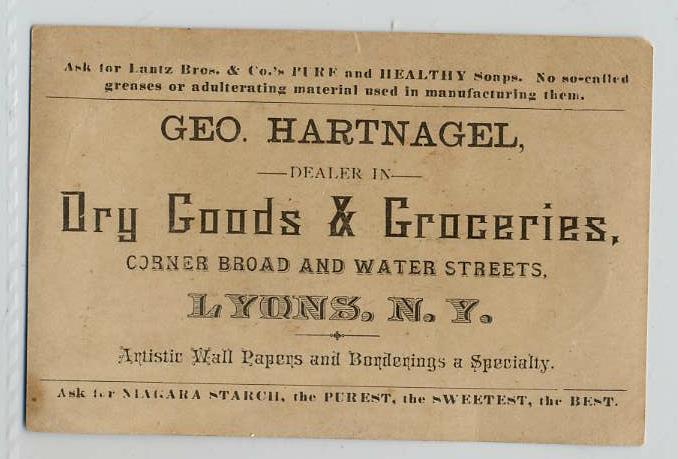 Ask for Lautz Bros. & Co.'s PURE and HEALTHY Soaps. No so-called
greases or adulterating material used in manufacturing them.
GEO. HARTNAGEL,
DEALER IN
Dry Goods & Groceries,
CORNER BROAD AND WATER STREETS,
LYONS, N. Y.
Artistic Wall Papers and Borderings a Specialty.
Ask for NIAGARA STARCH, the PUREST, the SWEETEST, the BEST.